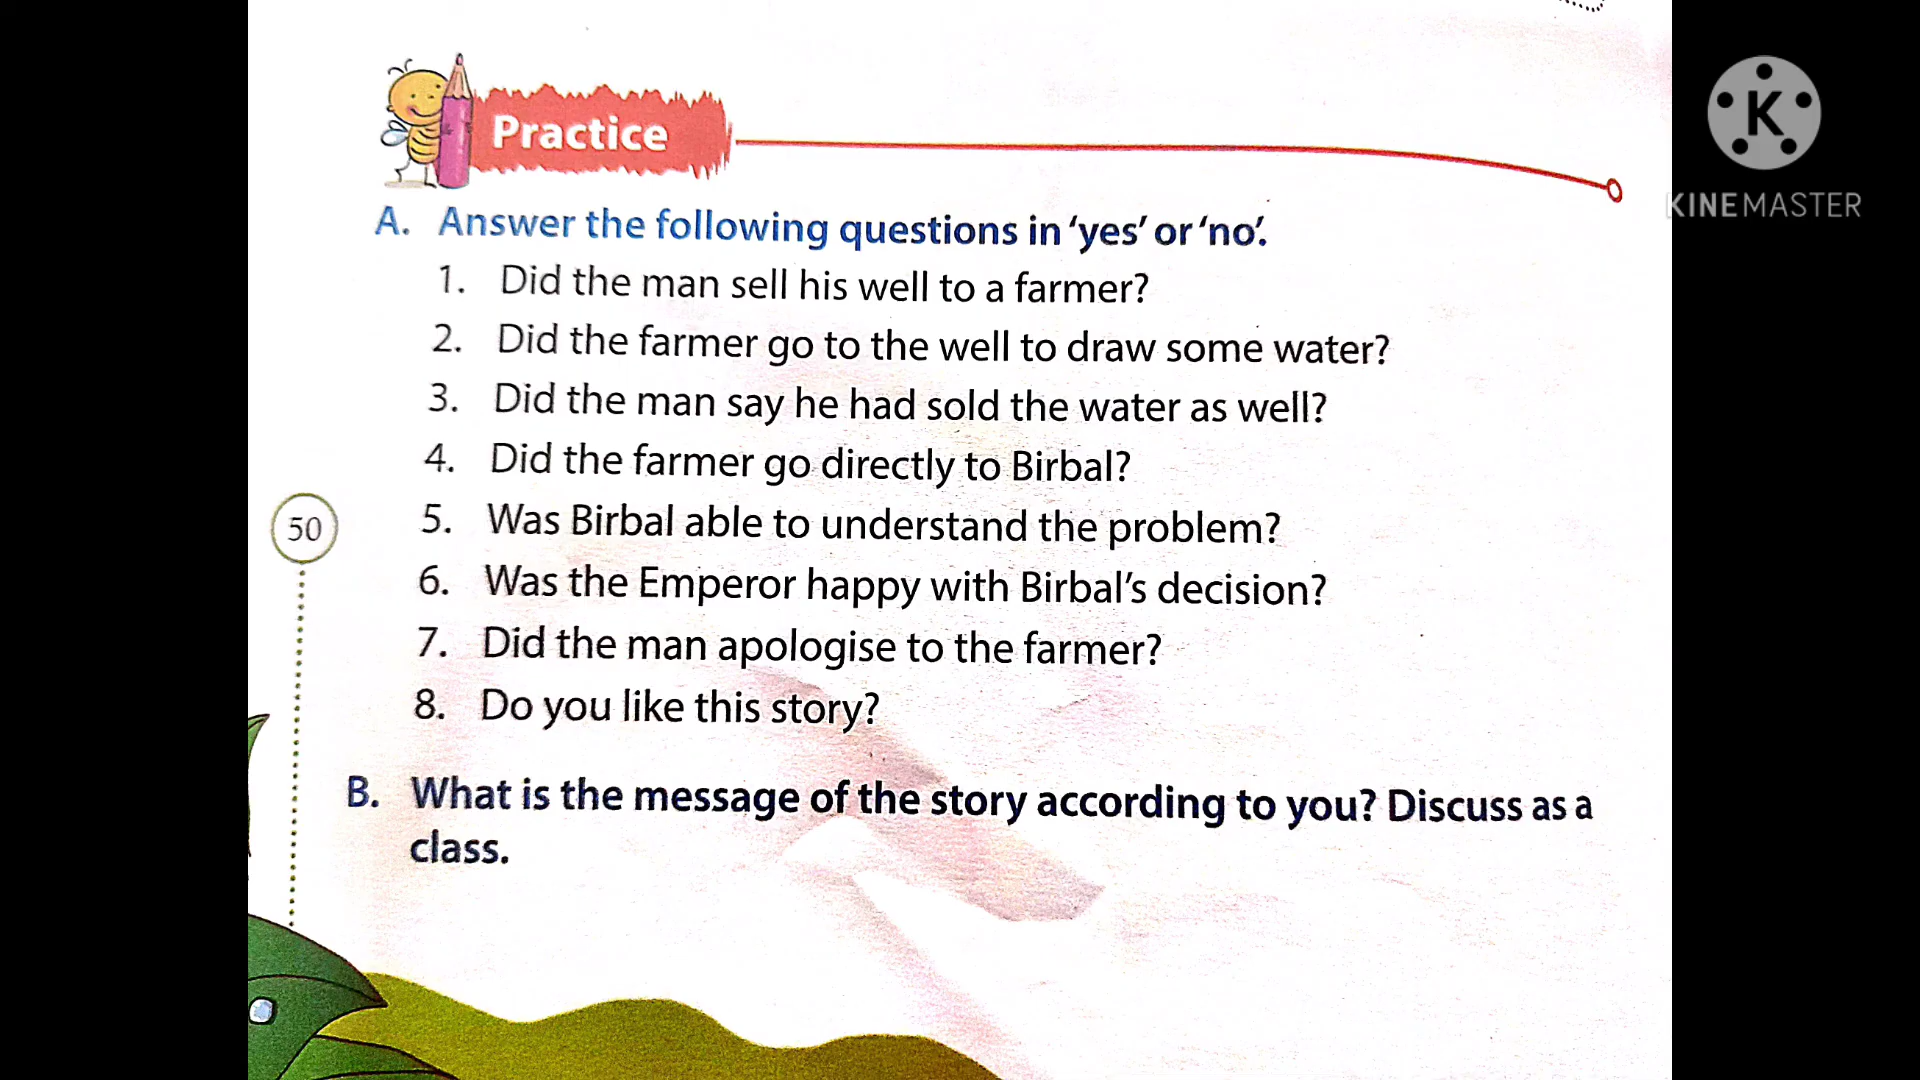 Practice
A. Answer the following questions in ‘yes’ or ‘no’.
1. Did the man sell his well to a farmer?
2. Did the farmer go to the well to draw some water?
3. Did the man say he had sold the water as well?
4. Did the farmer go directly to Birbal?
5. Was Birbal able to understand the problem?
6. Was the Emperor happy with Birbal’s decision?
7. Did the man apologise to the farmer?
8. Do you like this story?
B. What is the message of the story according to you? Discuss as a
class.
50
K
KINEMASTER